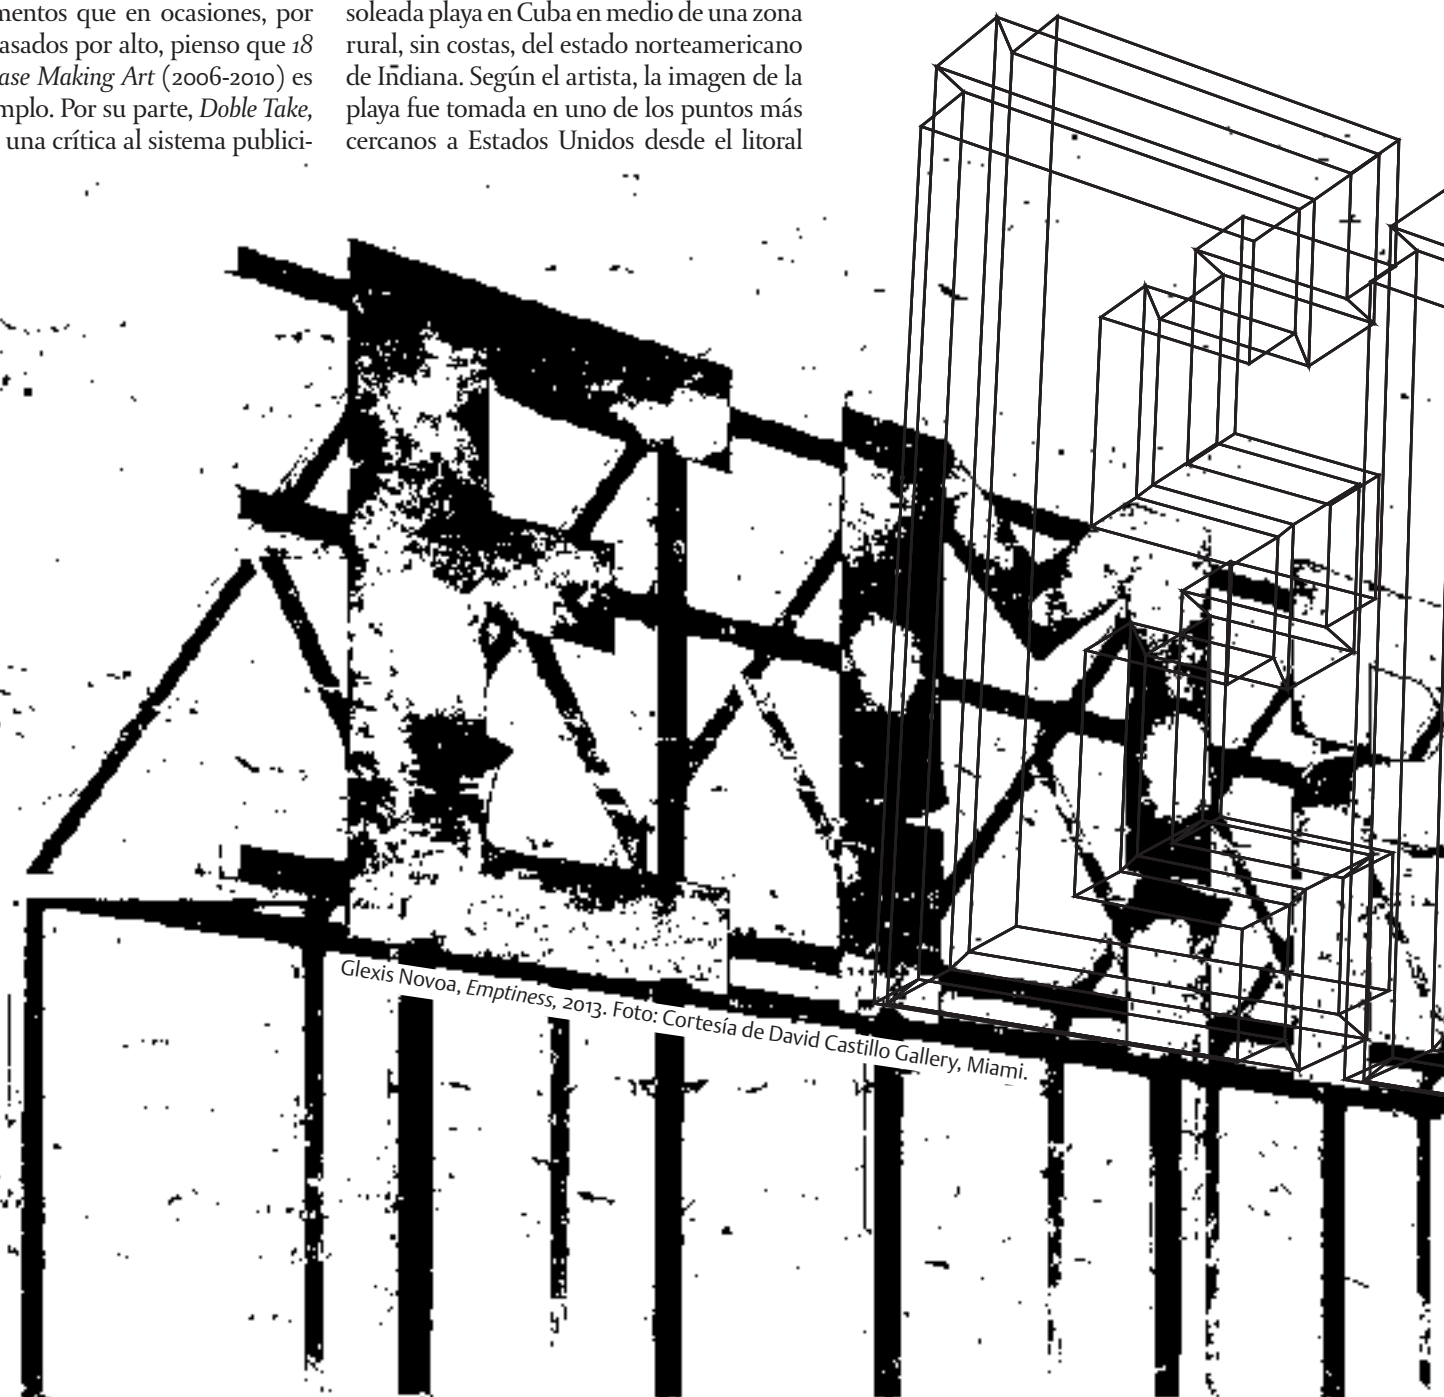 mentos que en ocasiones, por
asados por alto, pienso que 18
ase Making Art (2006-2010) es
mplo. Por su parte, Doble Take,
una crítica al sistema publici-
soleada playa en Cuba en medio de una zona
rural, sin costas, del estado norteamericano
de Indiana. Según el artista, la imagen de la
playa fue tomada en uno de los puntos más
cercanos a Estados Unidos desde el litoral
Glexis Novoa, Emptiness, 2013. Foto: Cortesía de David Castillo Gallery, Miami.